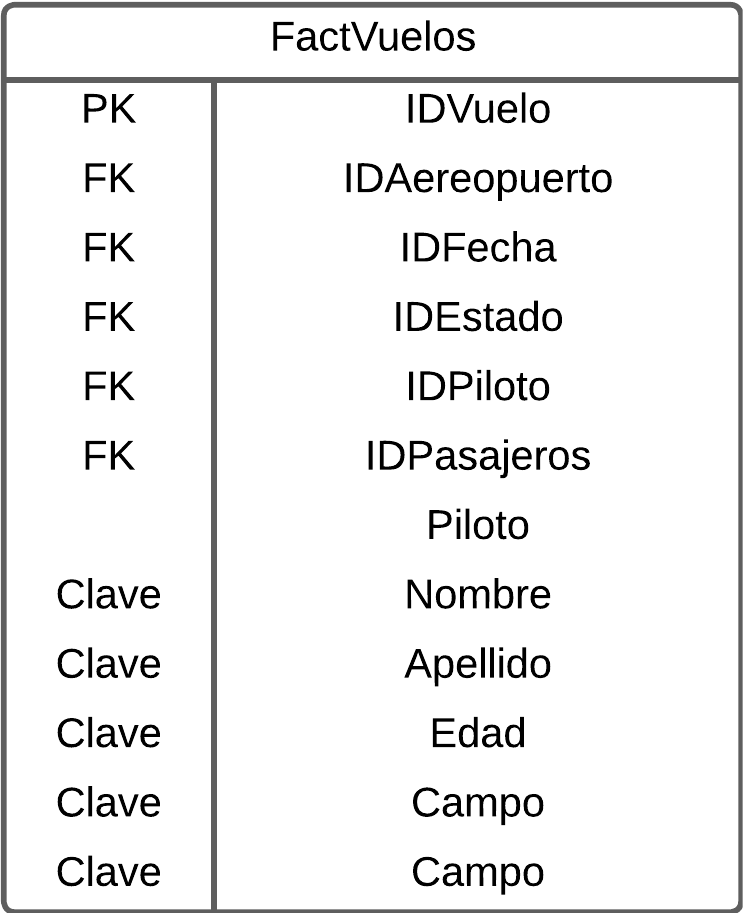 FactVuelos
PK IDVuelo
FK IDAereopuerto
FK IDFecha
FK IDEstado
FK IDPiloto
FK IDPasajeros
Piloto
Clave Nombre
Clave Apellido
Clave Edad
Clave Campo
Clave Campo